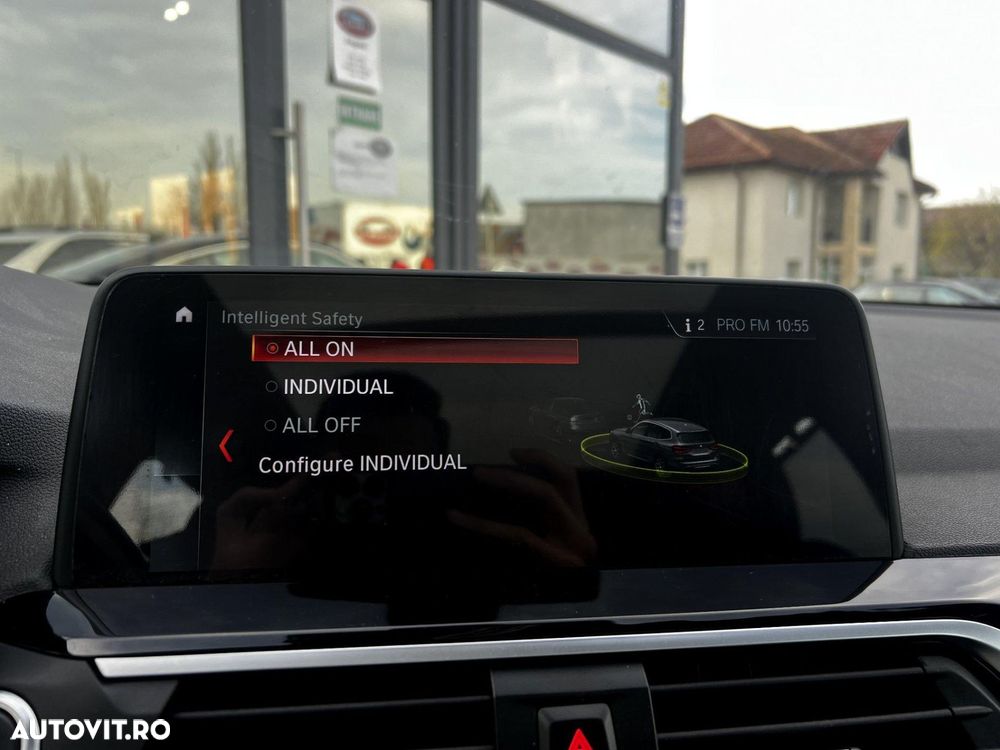 Intelligent Safety
i 2 PRO FM 10:55
ALL ON
INDIVIDUAL
ALL OFF
Configure INDIVIDUAL
AUTOVIT.RO